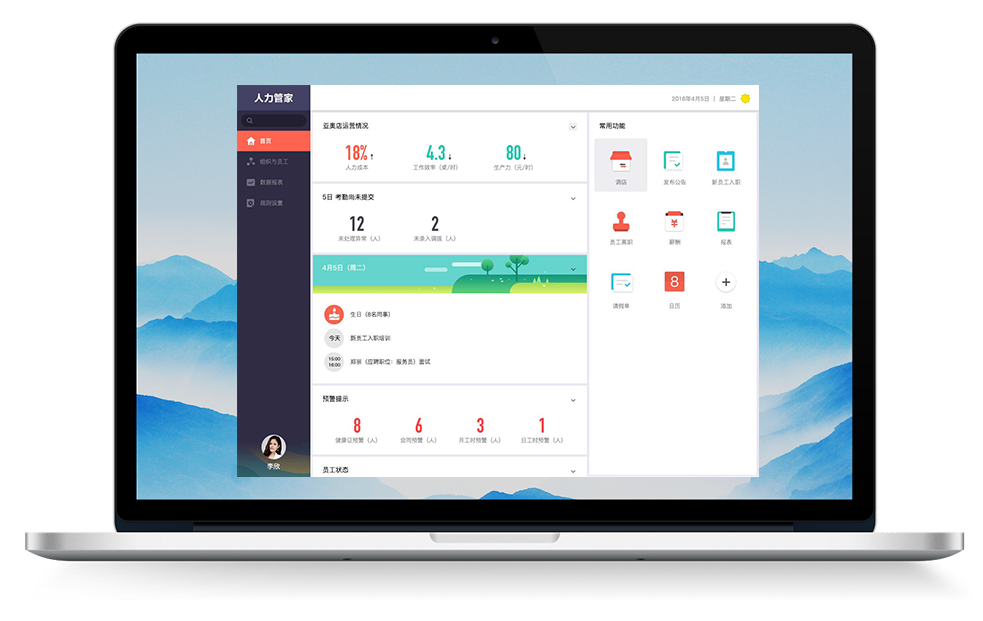 人力管家
2016年4月5日 | 星期二
首页
组织与员工
数据报表
规则设置
李欣
亚奥店运营情况
18%↑ 4.3↓ 80↓
人力成本 工作效率（桌/时） 生产力（元/时）
5日 考勤尚未提交
12 2
未处理异常（人） 未录入调拨（人）
4月5日（周二）
生日（8名同事）
今天 新员工入职培训
15:00
16:00
郑丽（应聘职位：服务员）面试
预警提示
8 6 3 1
健康证预警（人） 合同预警（人） 月工时预警（人） 日工时预警（人）
员工状态
常用功能
调店 发布公告 新员工入职
员工离职 薪酬 报表
8
请假单 日历 添加